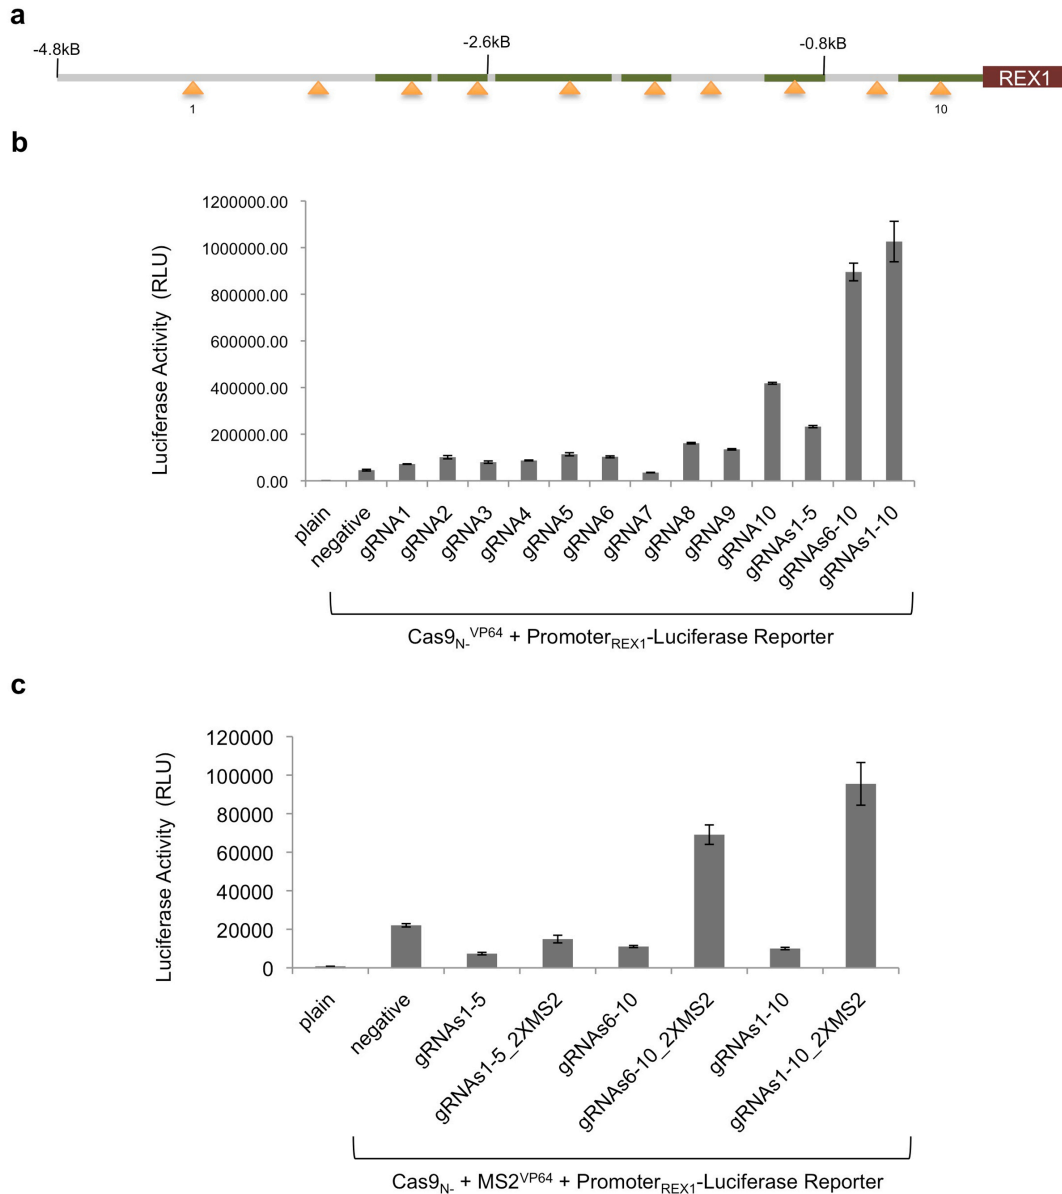 a
-4.8kB
-2.6kB
-0.8kB
REX1
1
10
b
Luciferase Activity (RLU)
1200000.00
1000000.00
800000.00
600000.00
400000.00
200000.00
0.00
plain
negative
gRNA1
gRNA2
gRNA3
gRNA4
gRNA5
gRNA6
gRNA7
gRNA8
gRNA9
gRNA10
gRNAs1-5
gRNAs6-10
gRNAs1-10
Cas9N-VP64 + PromoterREX1-Luciferase Reporter
c
Luciferase Activity (RLU)
120000
100000
80000
60000
40000
20000
0
plain
negative
gRNAs1-5
gRNAs1-5_2XMS2
gRNAs6-10
gRNAs6-10_2XMS2
gRNAs1-10
gRNAs1-10_2XMS2
Cas9N- + MS2VP64 + PromoterREX1-Luciferase Reporter